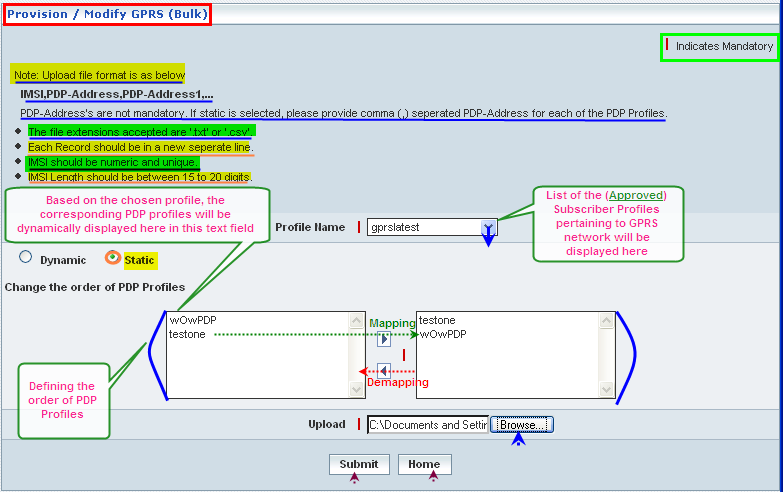 Provision / Modify GPRS (Bulk)
Indicates Mandatory
Note: Upload file format is as below
IMSI,PDP-Address,PDP-Address1,...
PDP-Address's are not mandatory. If static is selected, please provide comma (,) seperated PDP-Address for each of the PDP Profiles.
The file extensions accepted are '.txt' or '.csv'.
Each Record should be in a new seperate line.
IMSI should be numeric and unique.
IMSI Length should be between 15 to 20 digits.
Based on the chosen profile, the
corresponding PDP profiles will be
dynamically displayed here in this text field
Profile Name
gprslatest
List of the (Approved)
Subscriber Profiles
pertaining to GPRS
network will be
displayed here
Dynamic
Static
Change the order of PDP Profiles
wOwPDP
testone
Mapping
Demapping
testone
wOwPDP
Defining the
order of PDP
Profiles
Upload
C:\Documents and Settin
Browse...
Submit
Home